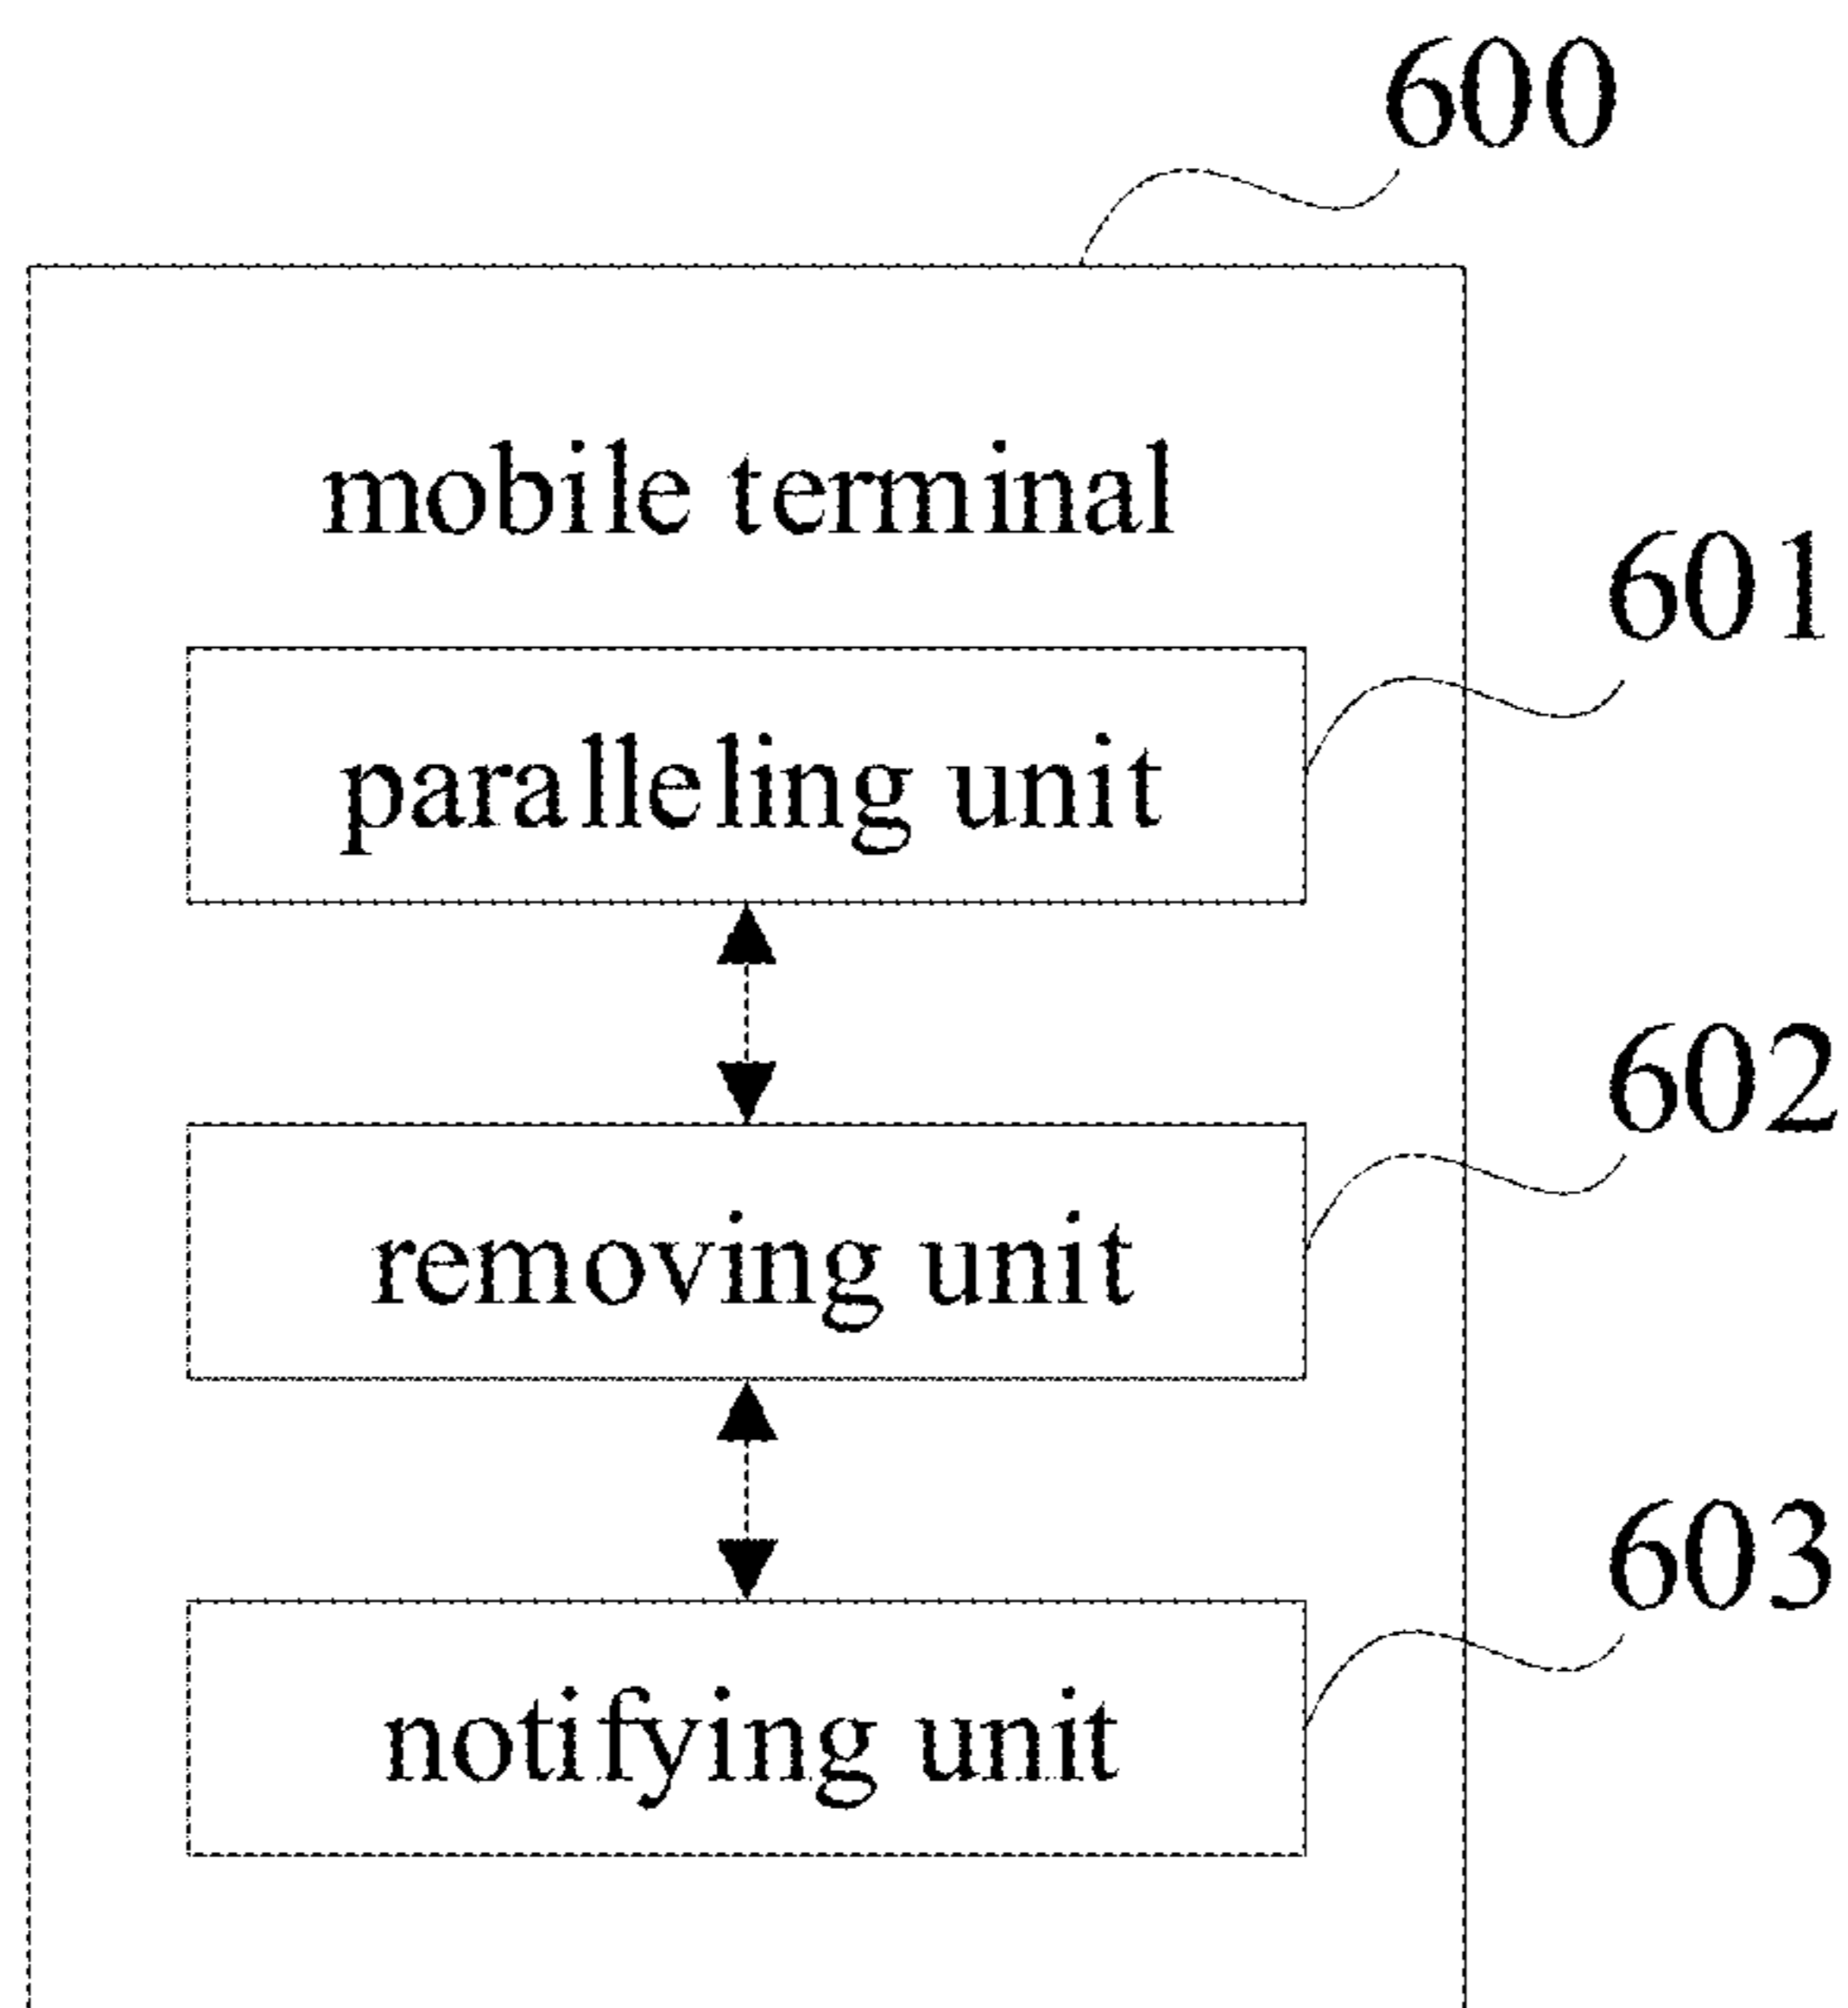 600
mobile terminal
601
paralleling unit
602
removing unit
603
notifying unit